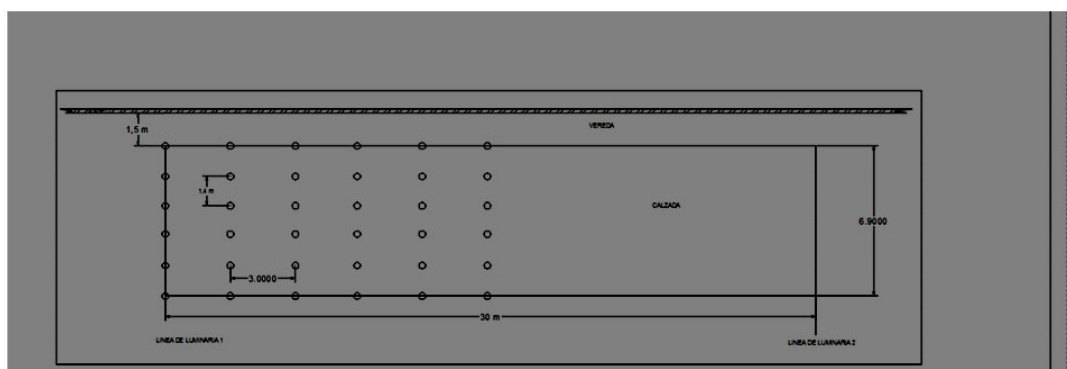 1,5 m
VEREDA
1,4 m
CALZADA
6.9000
3.0000
30 m
LINEA DE LUMINARIA 1
LINEA DE LUMINARIA 2